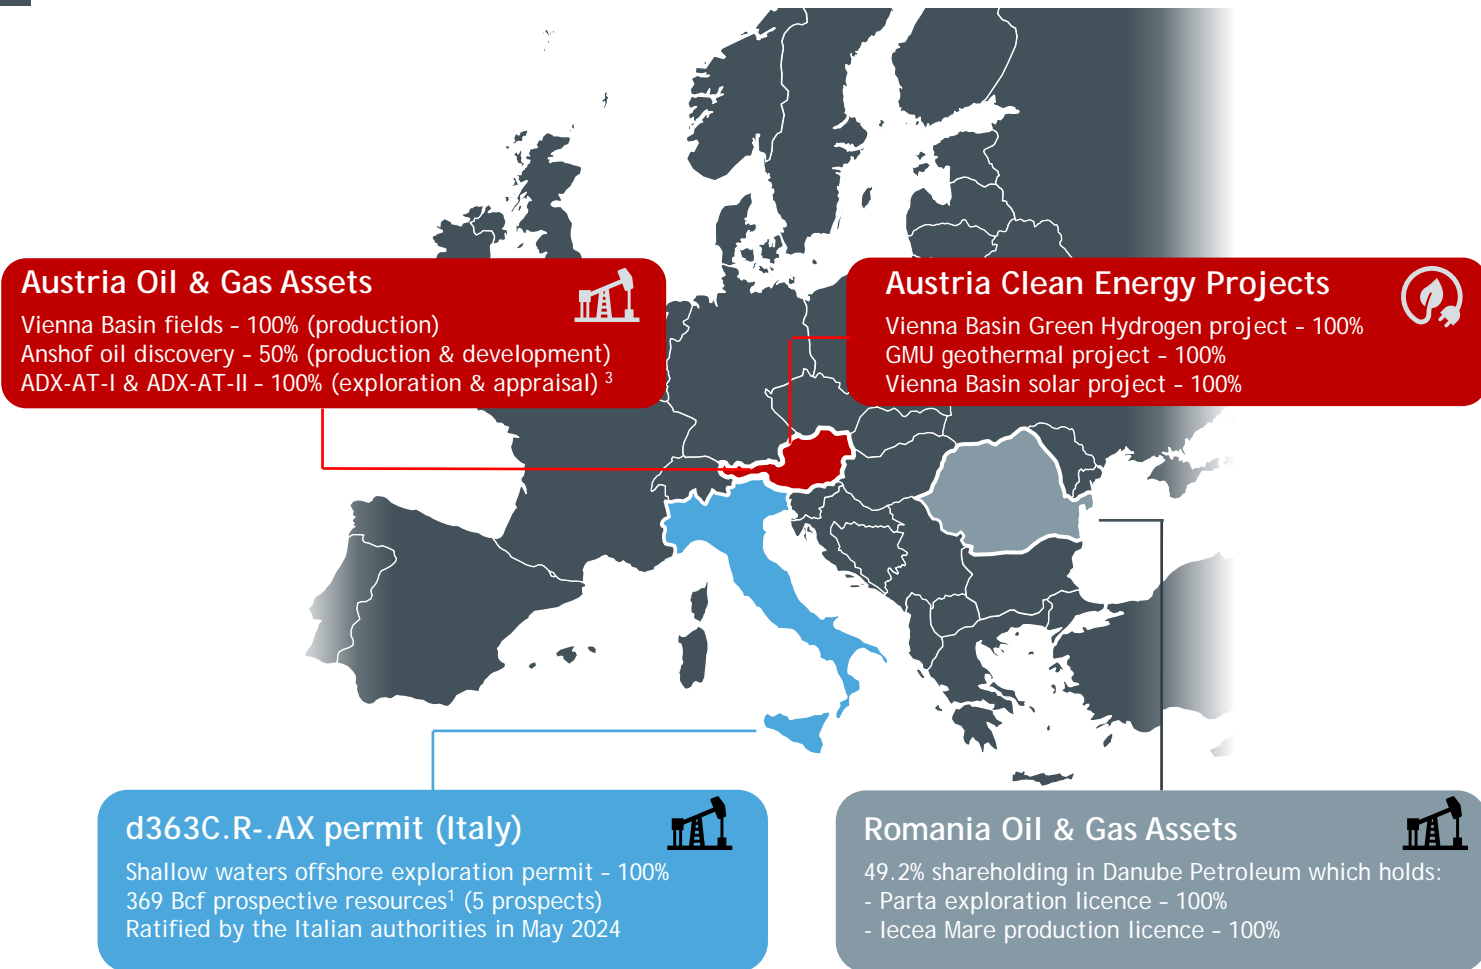 Austria Oil & Gas Assets
Vienna Basin fields – 100% (production)
Anshof oil discovery – 50% (production & development)
ADX-AT-I & ADX-AT-II – 100% (exploration & appraisal) ³
Austria Clean Energy Projects
Vienna Basin Green Hydrogen project – 100%
GMU geothermal project – 100%
Vienna Basin solar project – 100%
d363C.R-.AX permit (Italy)
Shallow waters offshore exploration permit – 100%
369 Bcf prospective resources¹ (5 prospects)
Ratified by the Italian authorities in May 2024
Romania Oil & Gas Assets
49.2% shareholding in Danube Petroleum which holds:
- Parta exploration licence – 100%
- Iecea Mare production licence – 100%